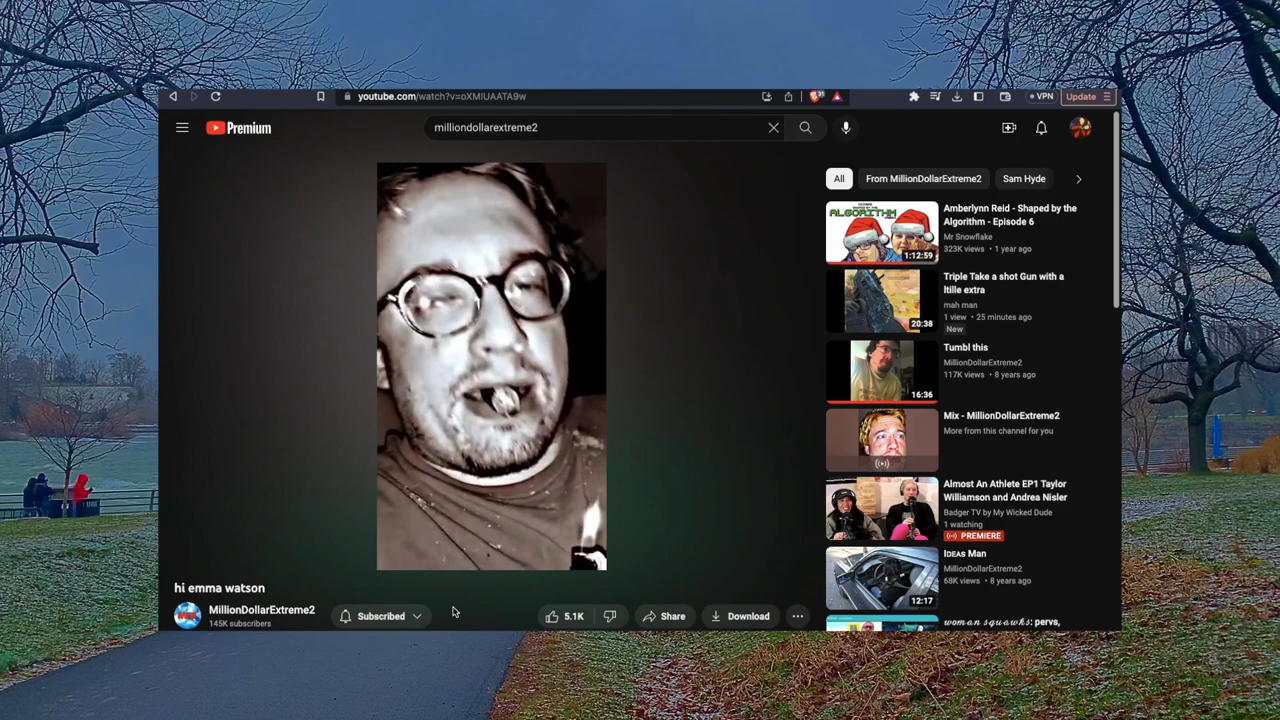 youtube.com/watch?v=oXMIUAATA9w
31
VPN
Update
Premium
milliondollarextreme2
hi emma watson
MillionDollarExtreme2
145K subscribers
Subscribed
5.1K
Share
Download
All
From MillionDollarExtreme2
Sam Hyde
ALGORITHM
1:12:59
Amberlynn Reid - Shaped by the
Algorithm - Episode 6
Mr Snowflake
323K views • 1 year ago
20:38
Triple Take a shot Gun with a
ltille extra
mah man
1 view • 25 minutes ago
New
16:36
Tumbl this
MillionDollarExtreme2
117K views • 8 years ago
Mix - MillionDollarExtreme2
More from this channel for you
Almost An Athlete EP1 Taylor
Williamson and Andrea Nisler
Badger TV by My Wicked Dude
1 watching
PREMIERE
12:17
Iᴅᴇᴀs Man
MillionDollarExtreme2
68K views • 8 years ago
𝔀𝓸𝓶𝓪𝓷 𝓼𝓺𝓾𝓪𝔀𝓴𝓼: pervs,